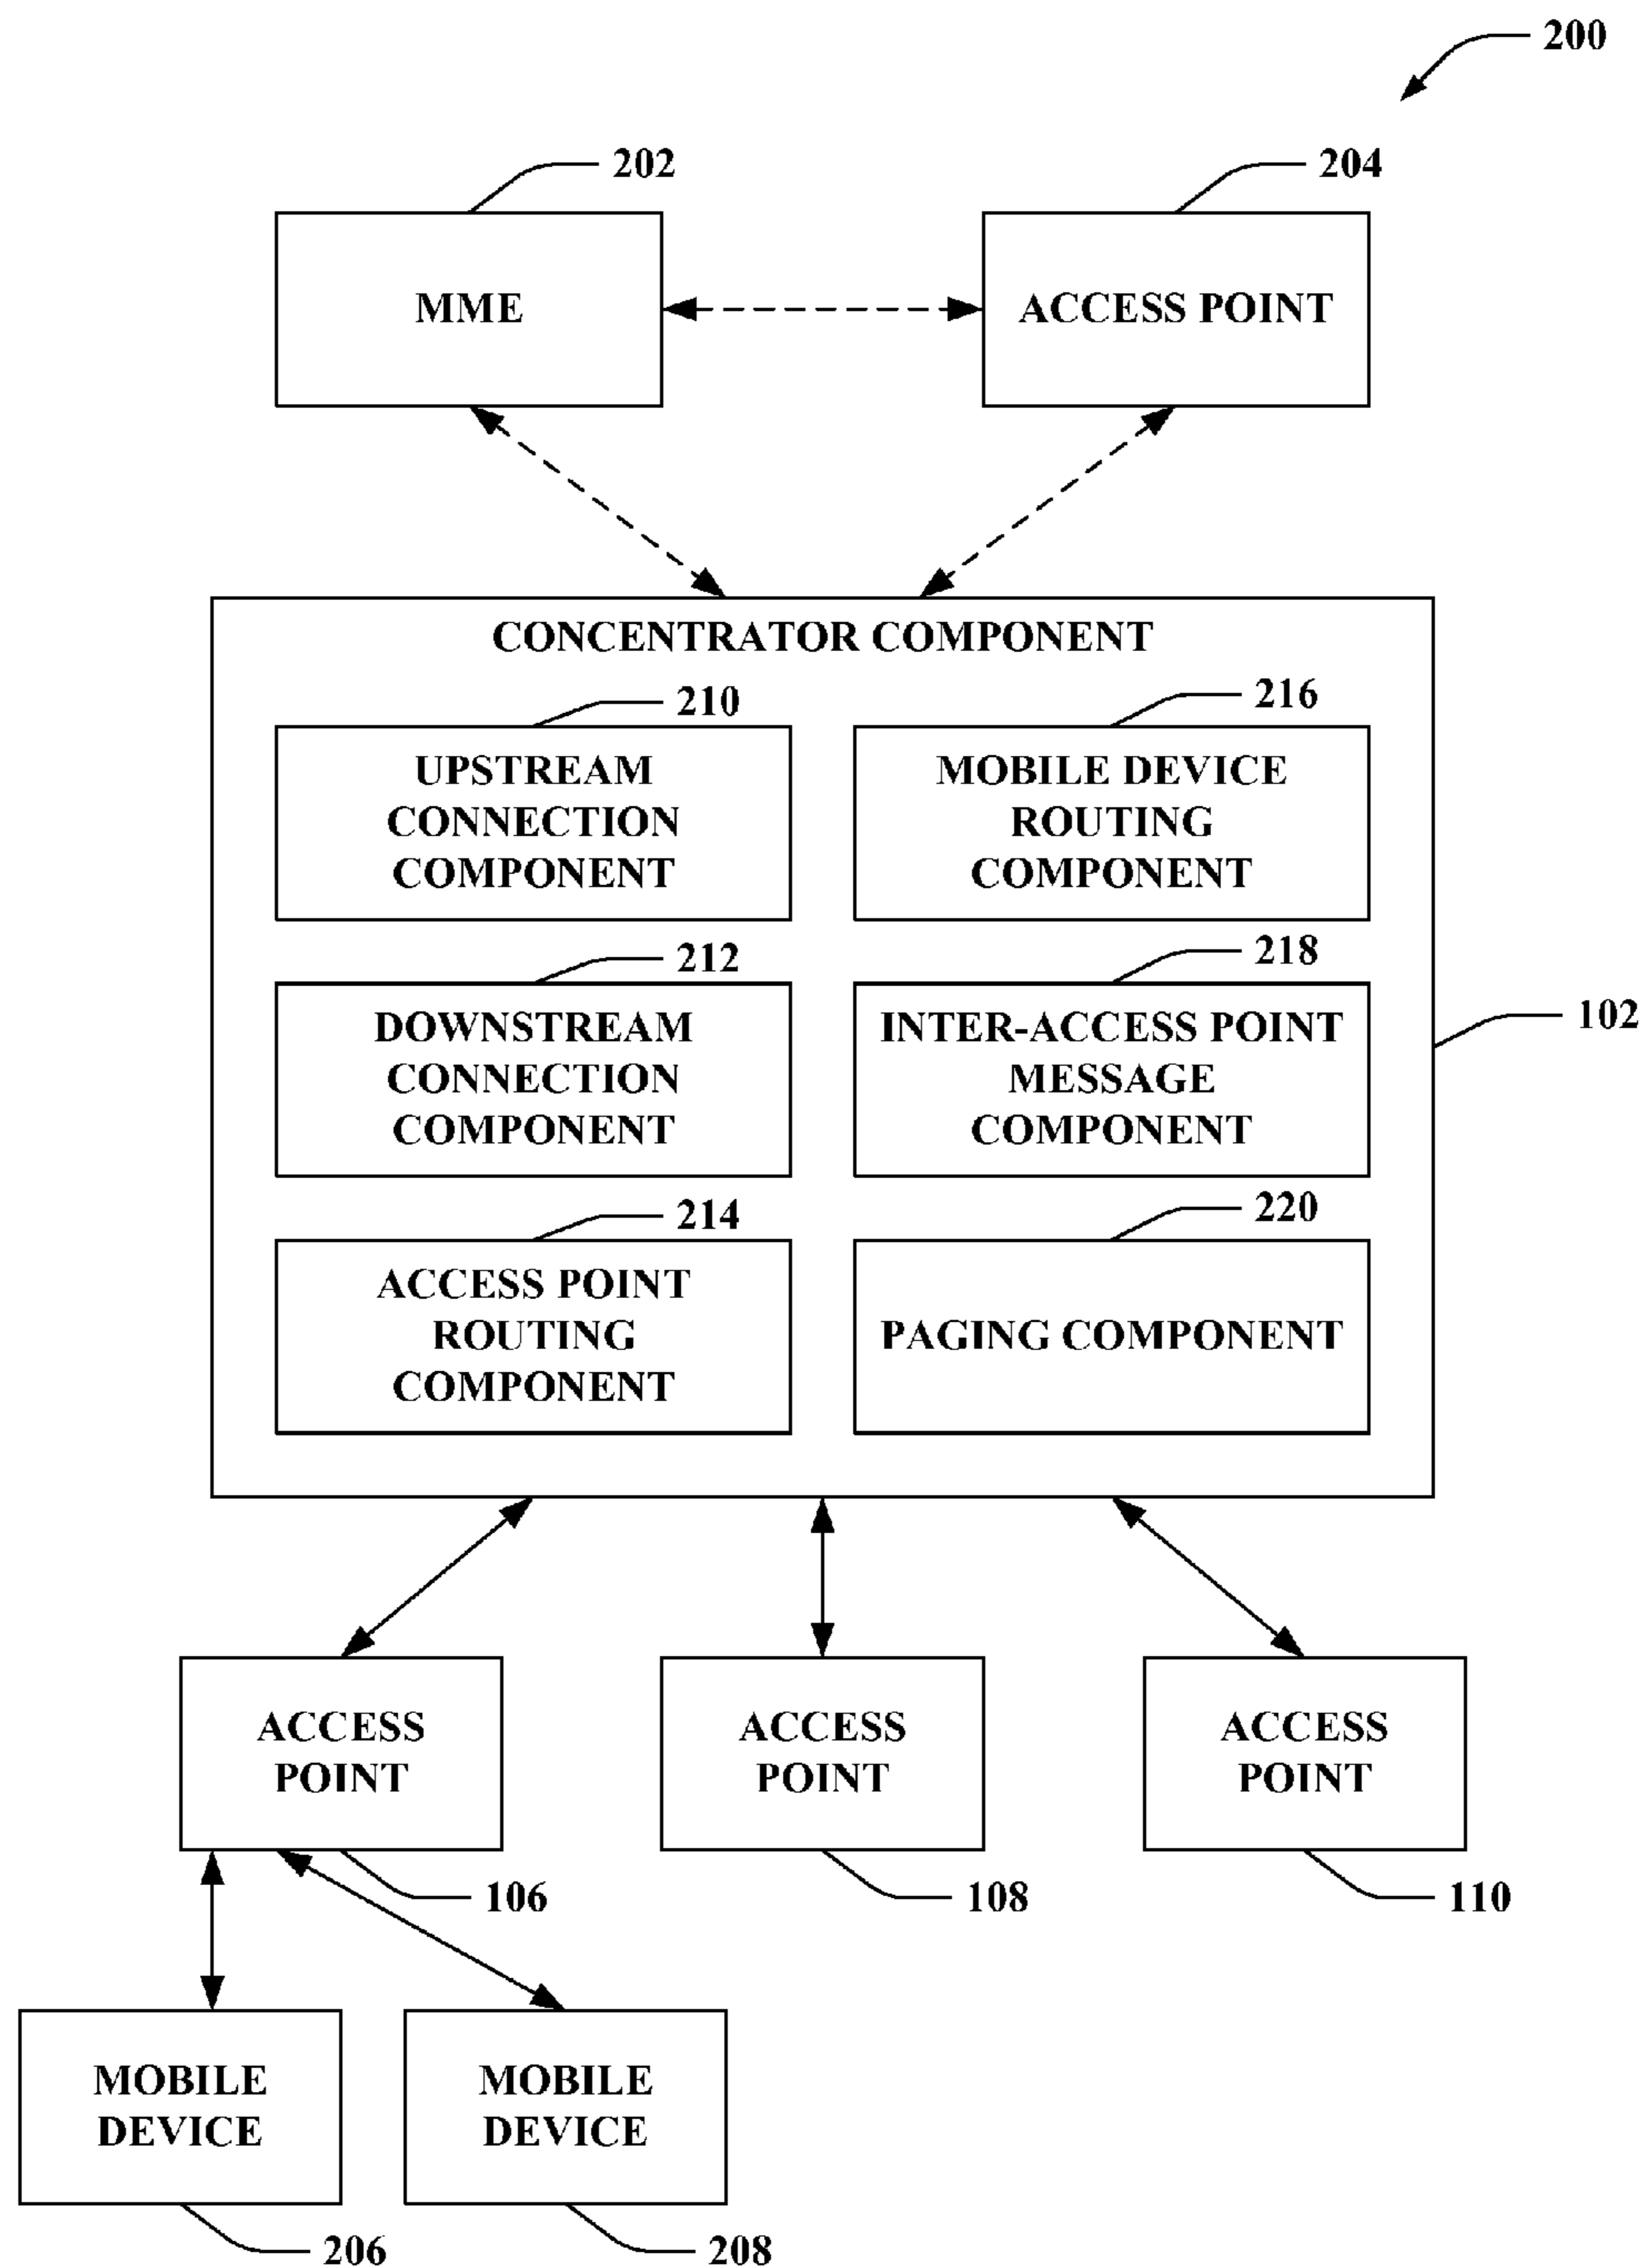 200
202
204
MME
ACCESS POINT
CONCENTRATOR COMPONENT
210
216
UPSTREAM
CONNECTION
COMPONENT
MOBILE DEVICE
ROUTING
COMPONENT
212
218
DOWNSTREAM
CONNECTION
COMPONENT
INTER-ACCESS POINT
MESSAGE
COMPONENT
102
214
220
ACCESS POINT
ROUTING
COMPONENT
PAGING COMPONENT
ACCESS
POINT
ACCESS
POINT
ACCESS
POINT
106
108
110
MOBILE
DEVICE
MOBILE
DEVICE
206
208